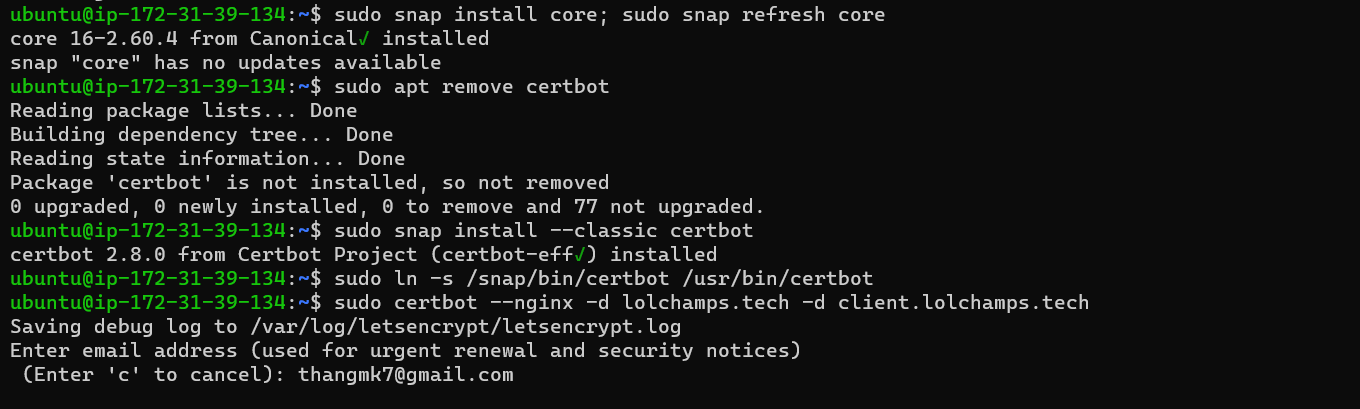 ubuntu@ip-172-31-39-134:~$ sudo snap install core; sudo snap refresh core
core 16-2.60.4 from Canonical✓ installed
snap "core" has no updates available
ubuntu@ip-172-31-39-134:~$ sudo apt remove certbot
Reading package lists... Done
Building dependency tree... Done
Reading state information... Done
Package 'certbot' is not installed, so not removed
0 upgraded, 0 newly installed, 0 to remove and 77 not upgraded.
ubuntu@ip-172-31-39-134:~$ sudo snap install --classic certbot
certbot 2.8.0 from Certbot Project (certbot-eff✓) installed
ubuntu@ip-172-31-39-134:~$ sudo ln -s /snap/bin/certbot /usr/bin/certbot
ubuntu@ip-172-31-39-134:~$ sudo certbot --nginx -d lolchamps.tech -d client.lolchamps.tech
Saving debug log to /var/log/letsencrypt/letsencrypt.log
Enter email address (used for urgent renewal and security notices)
 (Enter 'c' to cancel): thangmk7@gmail.com